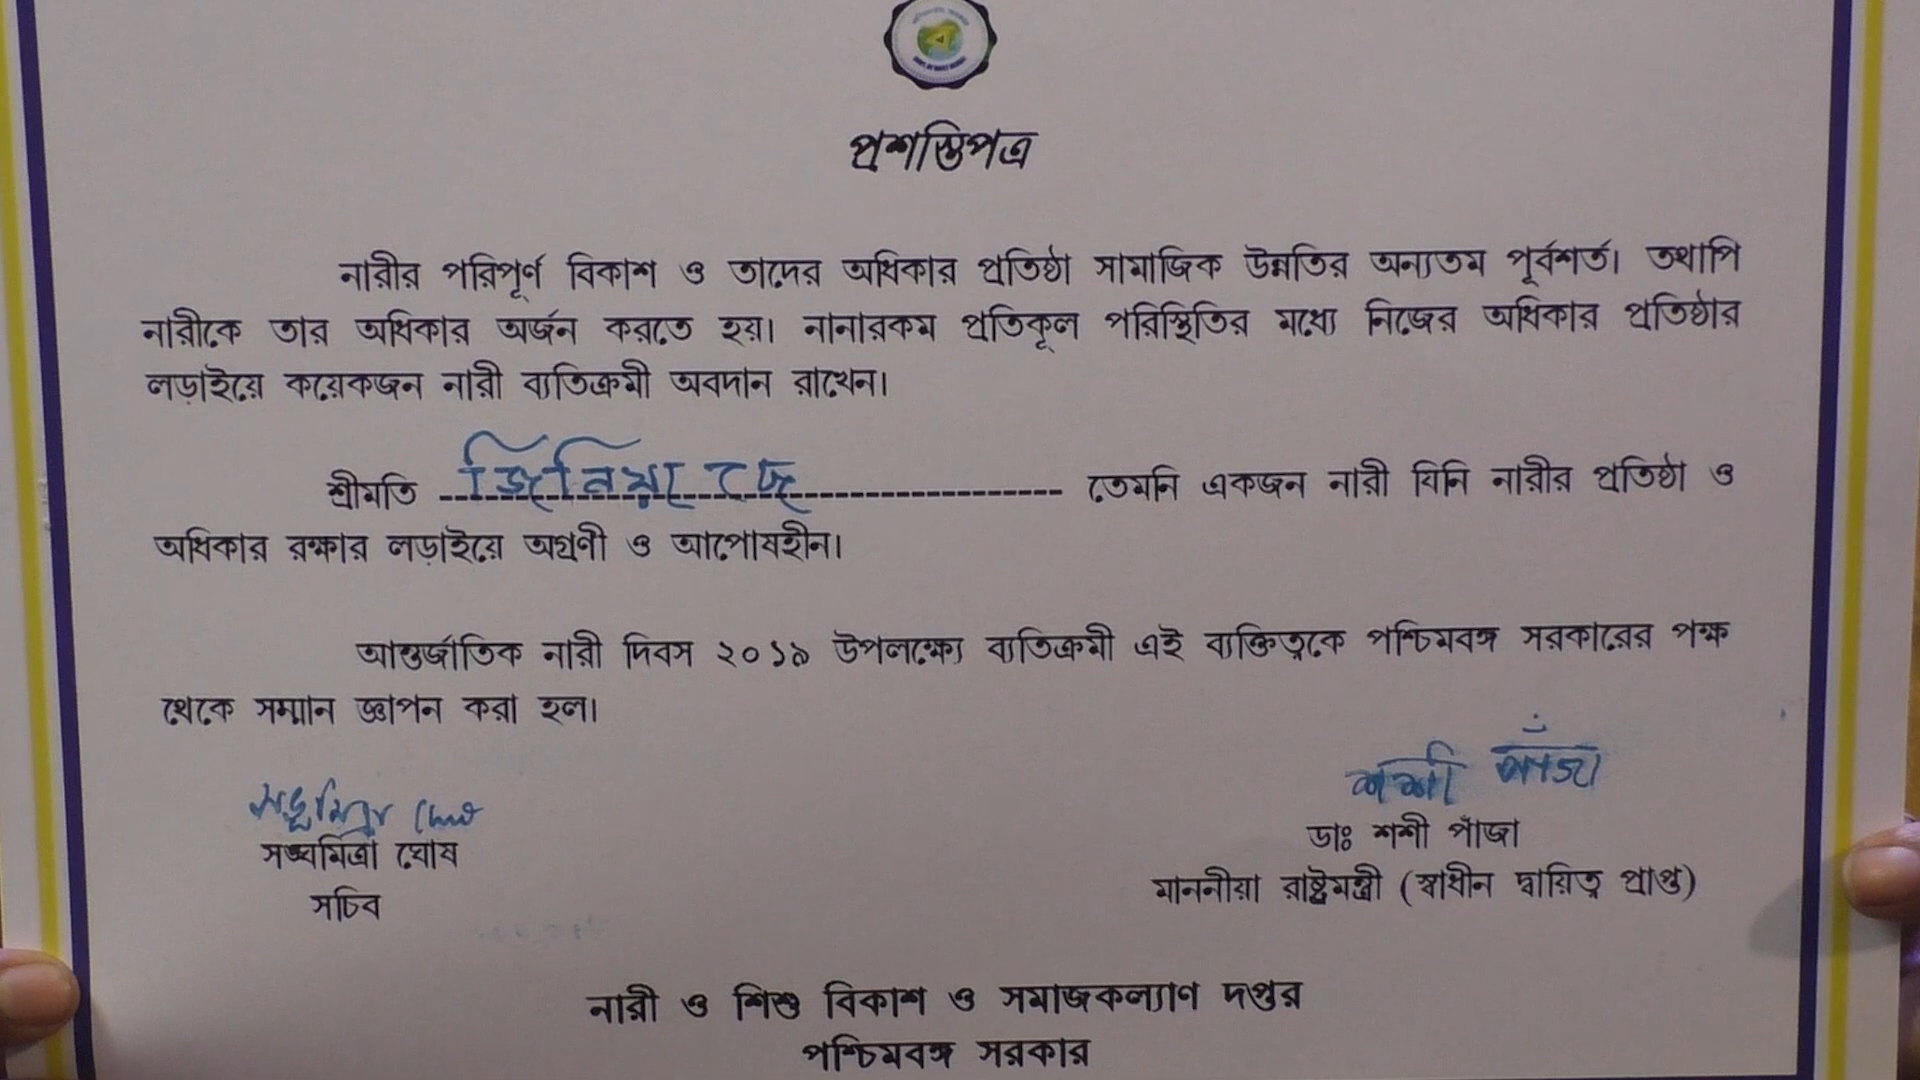 প্রশস্তিপত্র
নারীর পরিপূর্ণ বিকাশ ও তাদের অধিকার প্রতিষ্ঠা সামাজিক উন্নতির অন্যতম পূর্বশর্ত। তথাপি
নারীকে তার অধিকার অর্জন করতে হয়। নানারকম প্রতিকূল পরিস্থিতির মধ্যে নিজের অধিকার প্রতিষ্ঠার
লড়াইয়ে কয়েকজন নারী ব্যতিক্রমী অবদান রাখেন।
শ্রীমতি জিনিয়া তেমনি একজন নারী যিনি নারীর প্রতিষ্ঠা ও
অধিকার রক্ষার লড়াইয়ে অগ্রণী ও আপোষহীন।
আন্তর্জাতিক নারী দিবস ২০১৯ উপলক্ষ্যে ব্যতিক্রমী এই ব্যক্তিত্বকে পশ্চিমবঙ্গ সরকারের পক্ষ
থেকে সম্মান জ্ঞাপন করা হল।
শশী পাঁজা
সঙ্ঘমিত্রা ঘোষ
সচিব
ডাঃ শশী পাঁজা
মাননীয়া রাষ্ট্রমন্ত্রী (স্বাধীন দ্বায়িত্ব প্রাপ্ত)
নারী ও শিশু বিকাশ ও সমাজকল্যাণ দপ্তর
পশ্চিমবঙ্গ সরকার